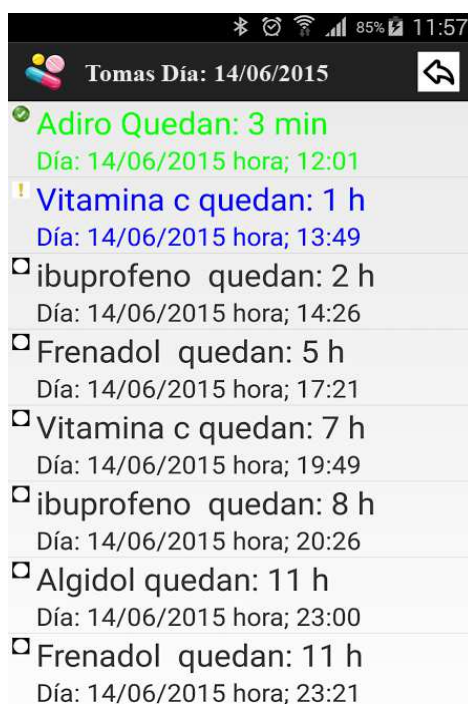 85% 11:57
Tomas Día: 14/06/2015
Adiro Quedan: 3 min
Día: 14/06/2015 hora; 12:01
Vitamina c quedan: 1 h
Día: 14/06/2015 hora; 13:49
ibuprofeno quedan: 2 h
Día: 14/06/2015 hora; 14:26
Frenadol quedan: 5 h
Día: 14/06/2015 hora; 17:21
Vitamina c quedan: 7 h
Día: 14/06/2015 hora; 19:49
ibuprofeno quedan: 8 h
Día: 14/06/2015 hora; 20:26
Algidol quedan: 11 h
Día: 14/06/2015 hora; 23:00
Frenadol quedan: 11 h
Día: 14/06/2015 hora; 23:21